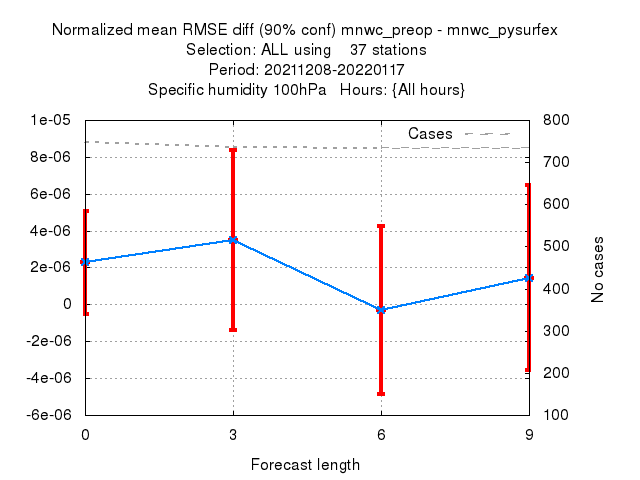 Normalized mean RMSE diff (90% conf) mnwc_preop - mnwc_pysurfex
Selection: ALL using 37 stations
Period: 20211208-20220117
Specific humidity 100hPa Hours: {All hours}
1e-05
8e-06
6e-06
4e-06
2e-06
0
-2e-06
-4e-06
-6e-06
Cases
800
700
600
500
400
300
200
100
No cases
0 3 6 9
Forecast length